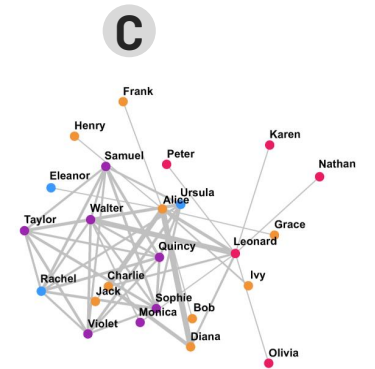 C
Frank
Henry
Karen
Samuel
Peter
Nathan
Eleanor
Ursula
Alice
Walter
Taylor
Grace
Quincy
Leonard
Rachel
Charlie
Ivy
Jack
Sophie
Monica
Bob
Violet
Diana
Olivia